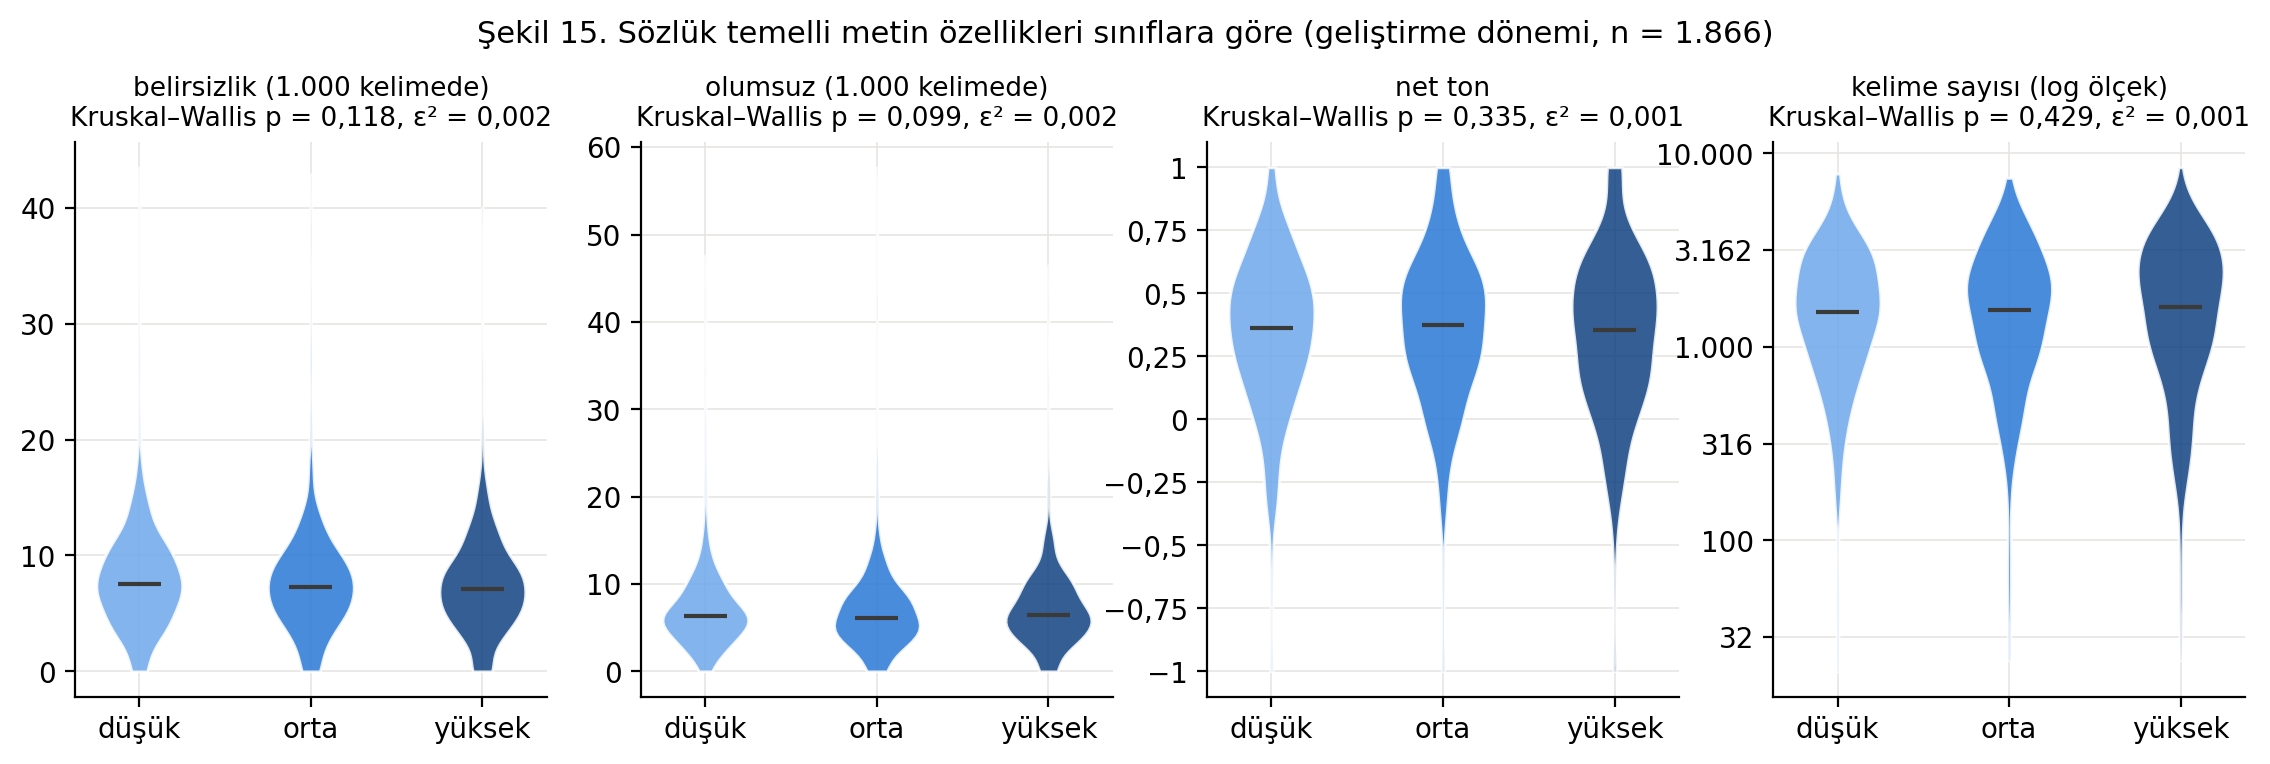 Şekil 15. Sözlük temelli metin özellikleri sınıflara göre (geliştirme dönemi, n = 1.866)
belirsizlik (1.000 kelimede)
Kruskal–Wallis p = 0,118, ε² = 0,002
40
30
20
10
0
düşük orta yüksek
olumsuz (1.000 kelimede)
Kruskal–Wallis p = 0,099, ε² = 0,002
60
50
40
30
20
10
0
düşük orta yüksek
net ton
Kruskal–Wallis p = 0,335, ε² = 0,001
1
0,75
0,5
0,25
0
−0,25
−0,5
−0,75
−1
düşük orta yüksek
kelime sayısı (log ölçek)
Kruskal–Wallis p = 0,429, ε² = 0,001
10.000
3.162
1.000
316
100
32
düşük orta yüksek